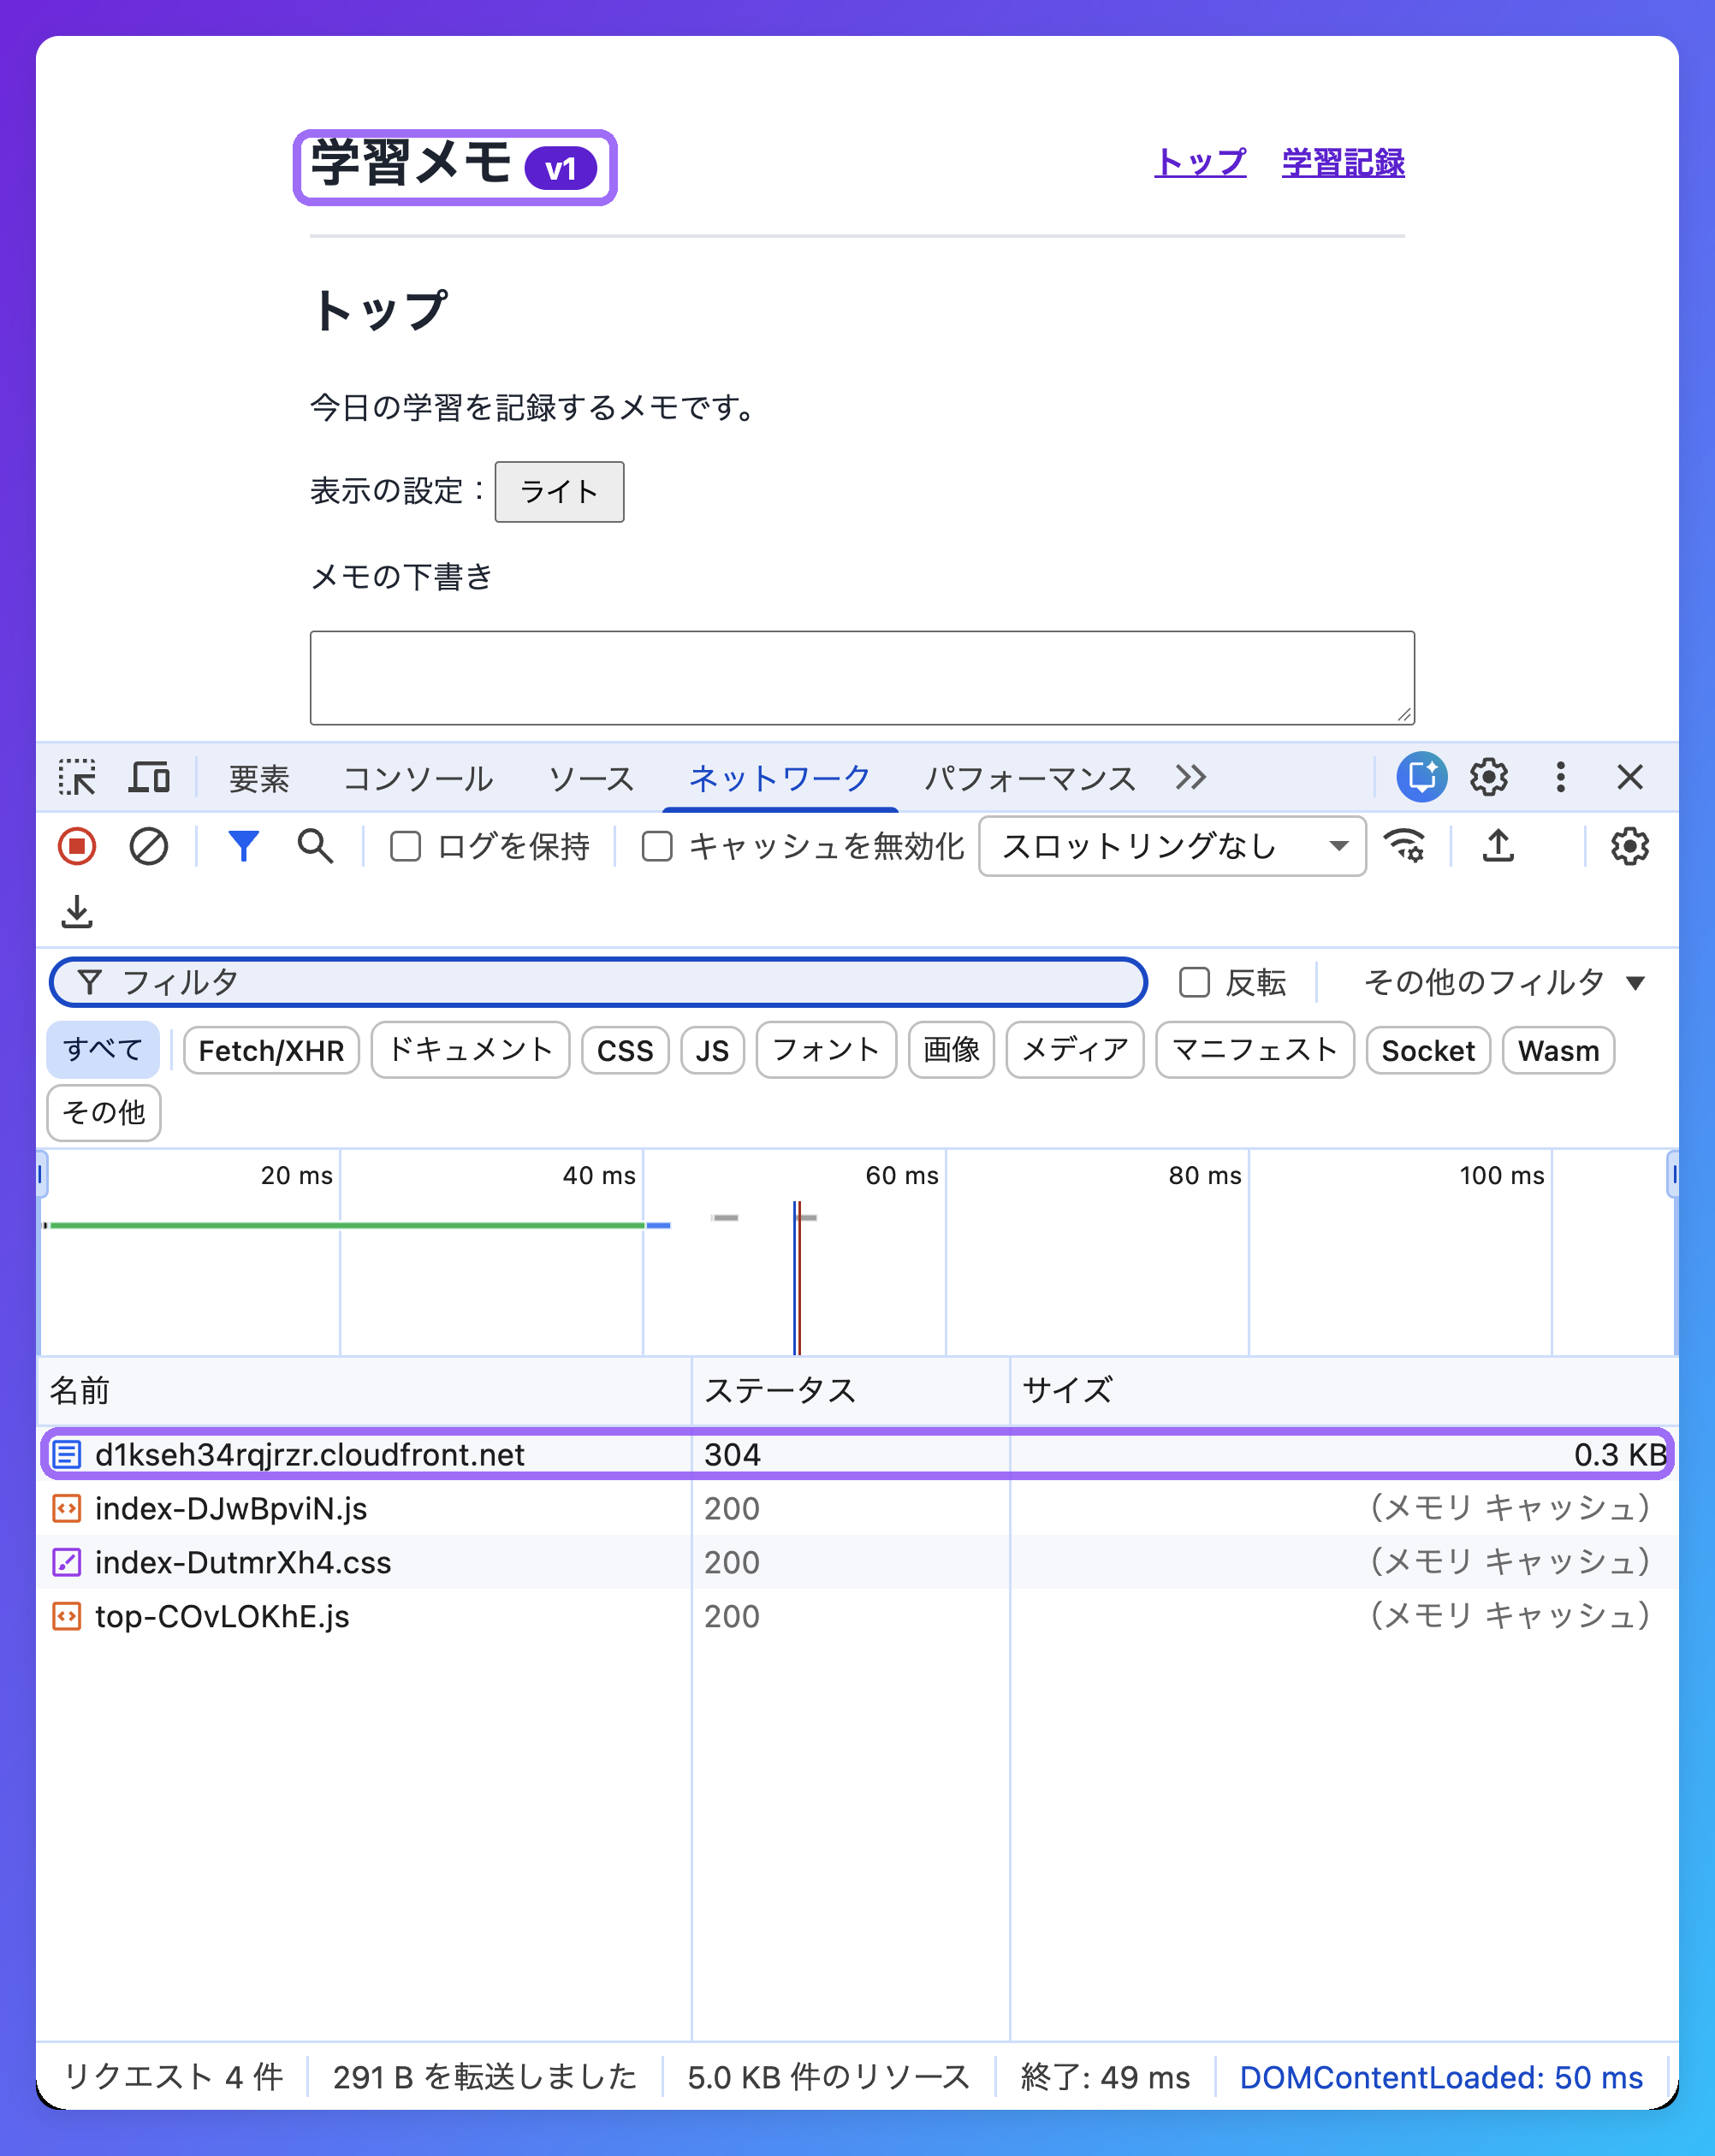 学習メモ v1 トップ 学習記録
トップ
今日の学習を記録するメモです。
表示の設定： ライト
メモの下書き
要素 コンソール ソース ネットワーク パフォーマンス
ログを保持 キャッシュを無効化 スロットリングなし
フィルタ 反転 その他のフィルタ
すべて Fetch/XHR ドキュメント CSS JS フォント 画像 メディア マニフェスト Socket Wasm
その他
20 ms 40 ms 60 ms 80 ms 100 ms
名前 ステータス サイズ
d1kseh34rqjrzr.cloudfront.net 304 0.3 KB
index-DJwBpviN.js 200 （メモリ キャッシュ）
index-DutmrXh4.css 200 （メモリ キャッシュ）
top-COvLOKhE.js 200 （メモリ キャッシュ）
リクエスト 4 件 291 B を転送しました 5.0 KB 件のリソース 終了: 49 ms DOMContentLoaded: 50 ms